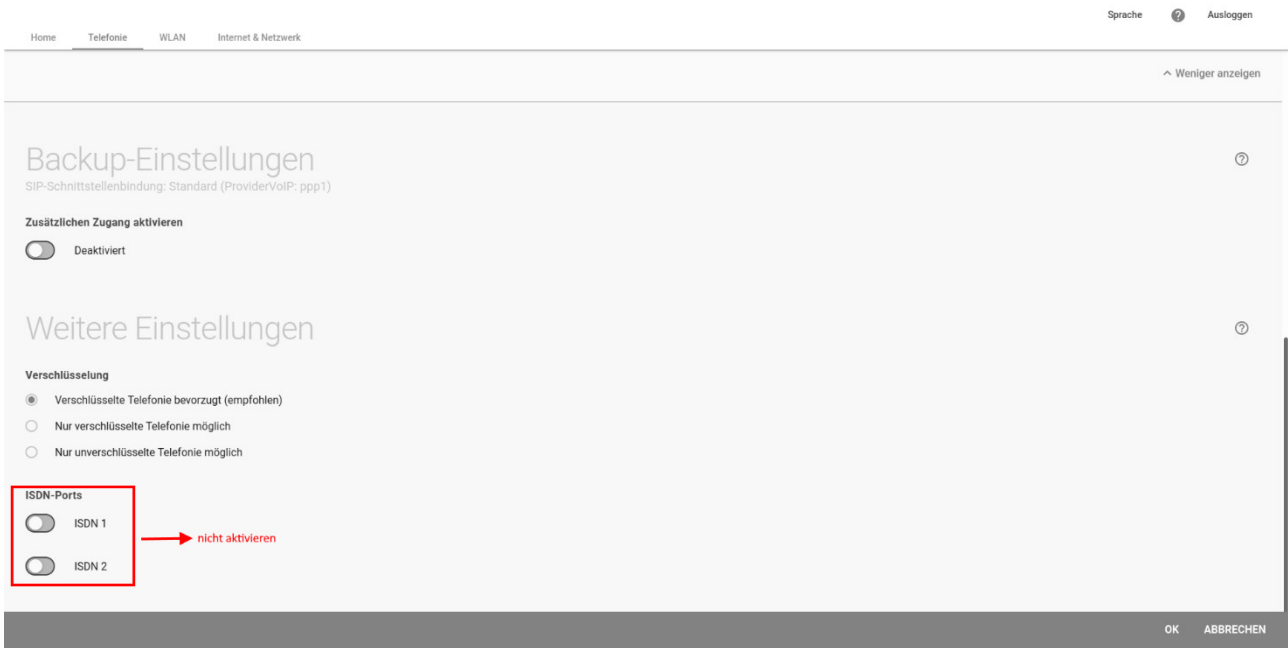 Sprache Ausloggen
Home Telefonie WLAN Internet & Netzwerk
Weniger anzeigen
Backup-Einstellungen
SIP-Schnittstellenbindung: Standard (ProviderVoIP: ppp1)
Zusätzlichen Zugang aktivieren
Deaktiviert
Weitere Einstellungen
Verschlüsselung
Verschlüsselte Telefonie bevorzugt (empfohlen)
Nur verschlüsselte Telefonie möglich
Nur unverschlüsselte Telefonie möglich
ISDN-Ports
ISDN 1
nicht aktivieren
ISDN 2
OK ABBRECHEN